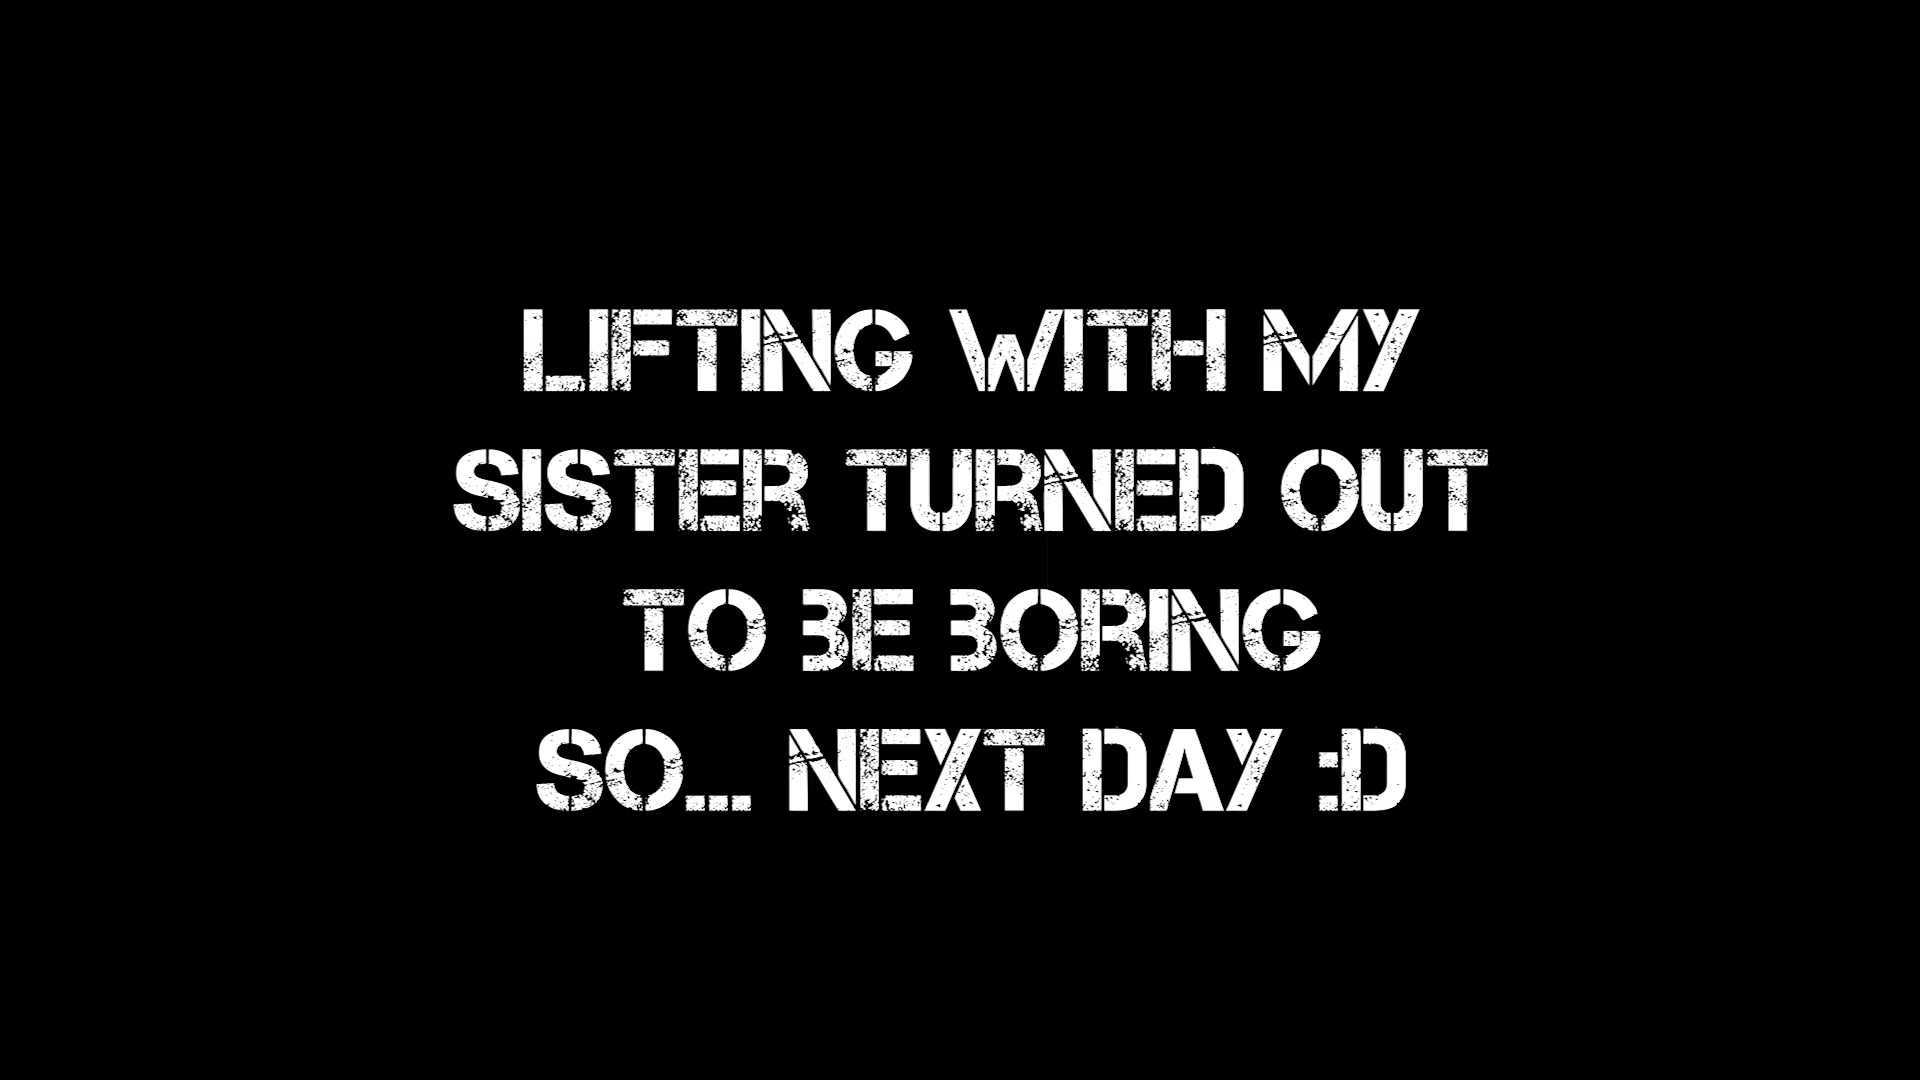 LIFTING WITH MY
SISTER TURNED OUT
TO BE BORING
SO... NEXT DAY :D